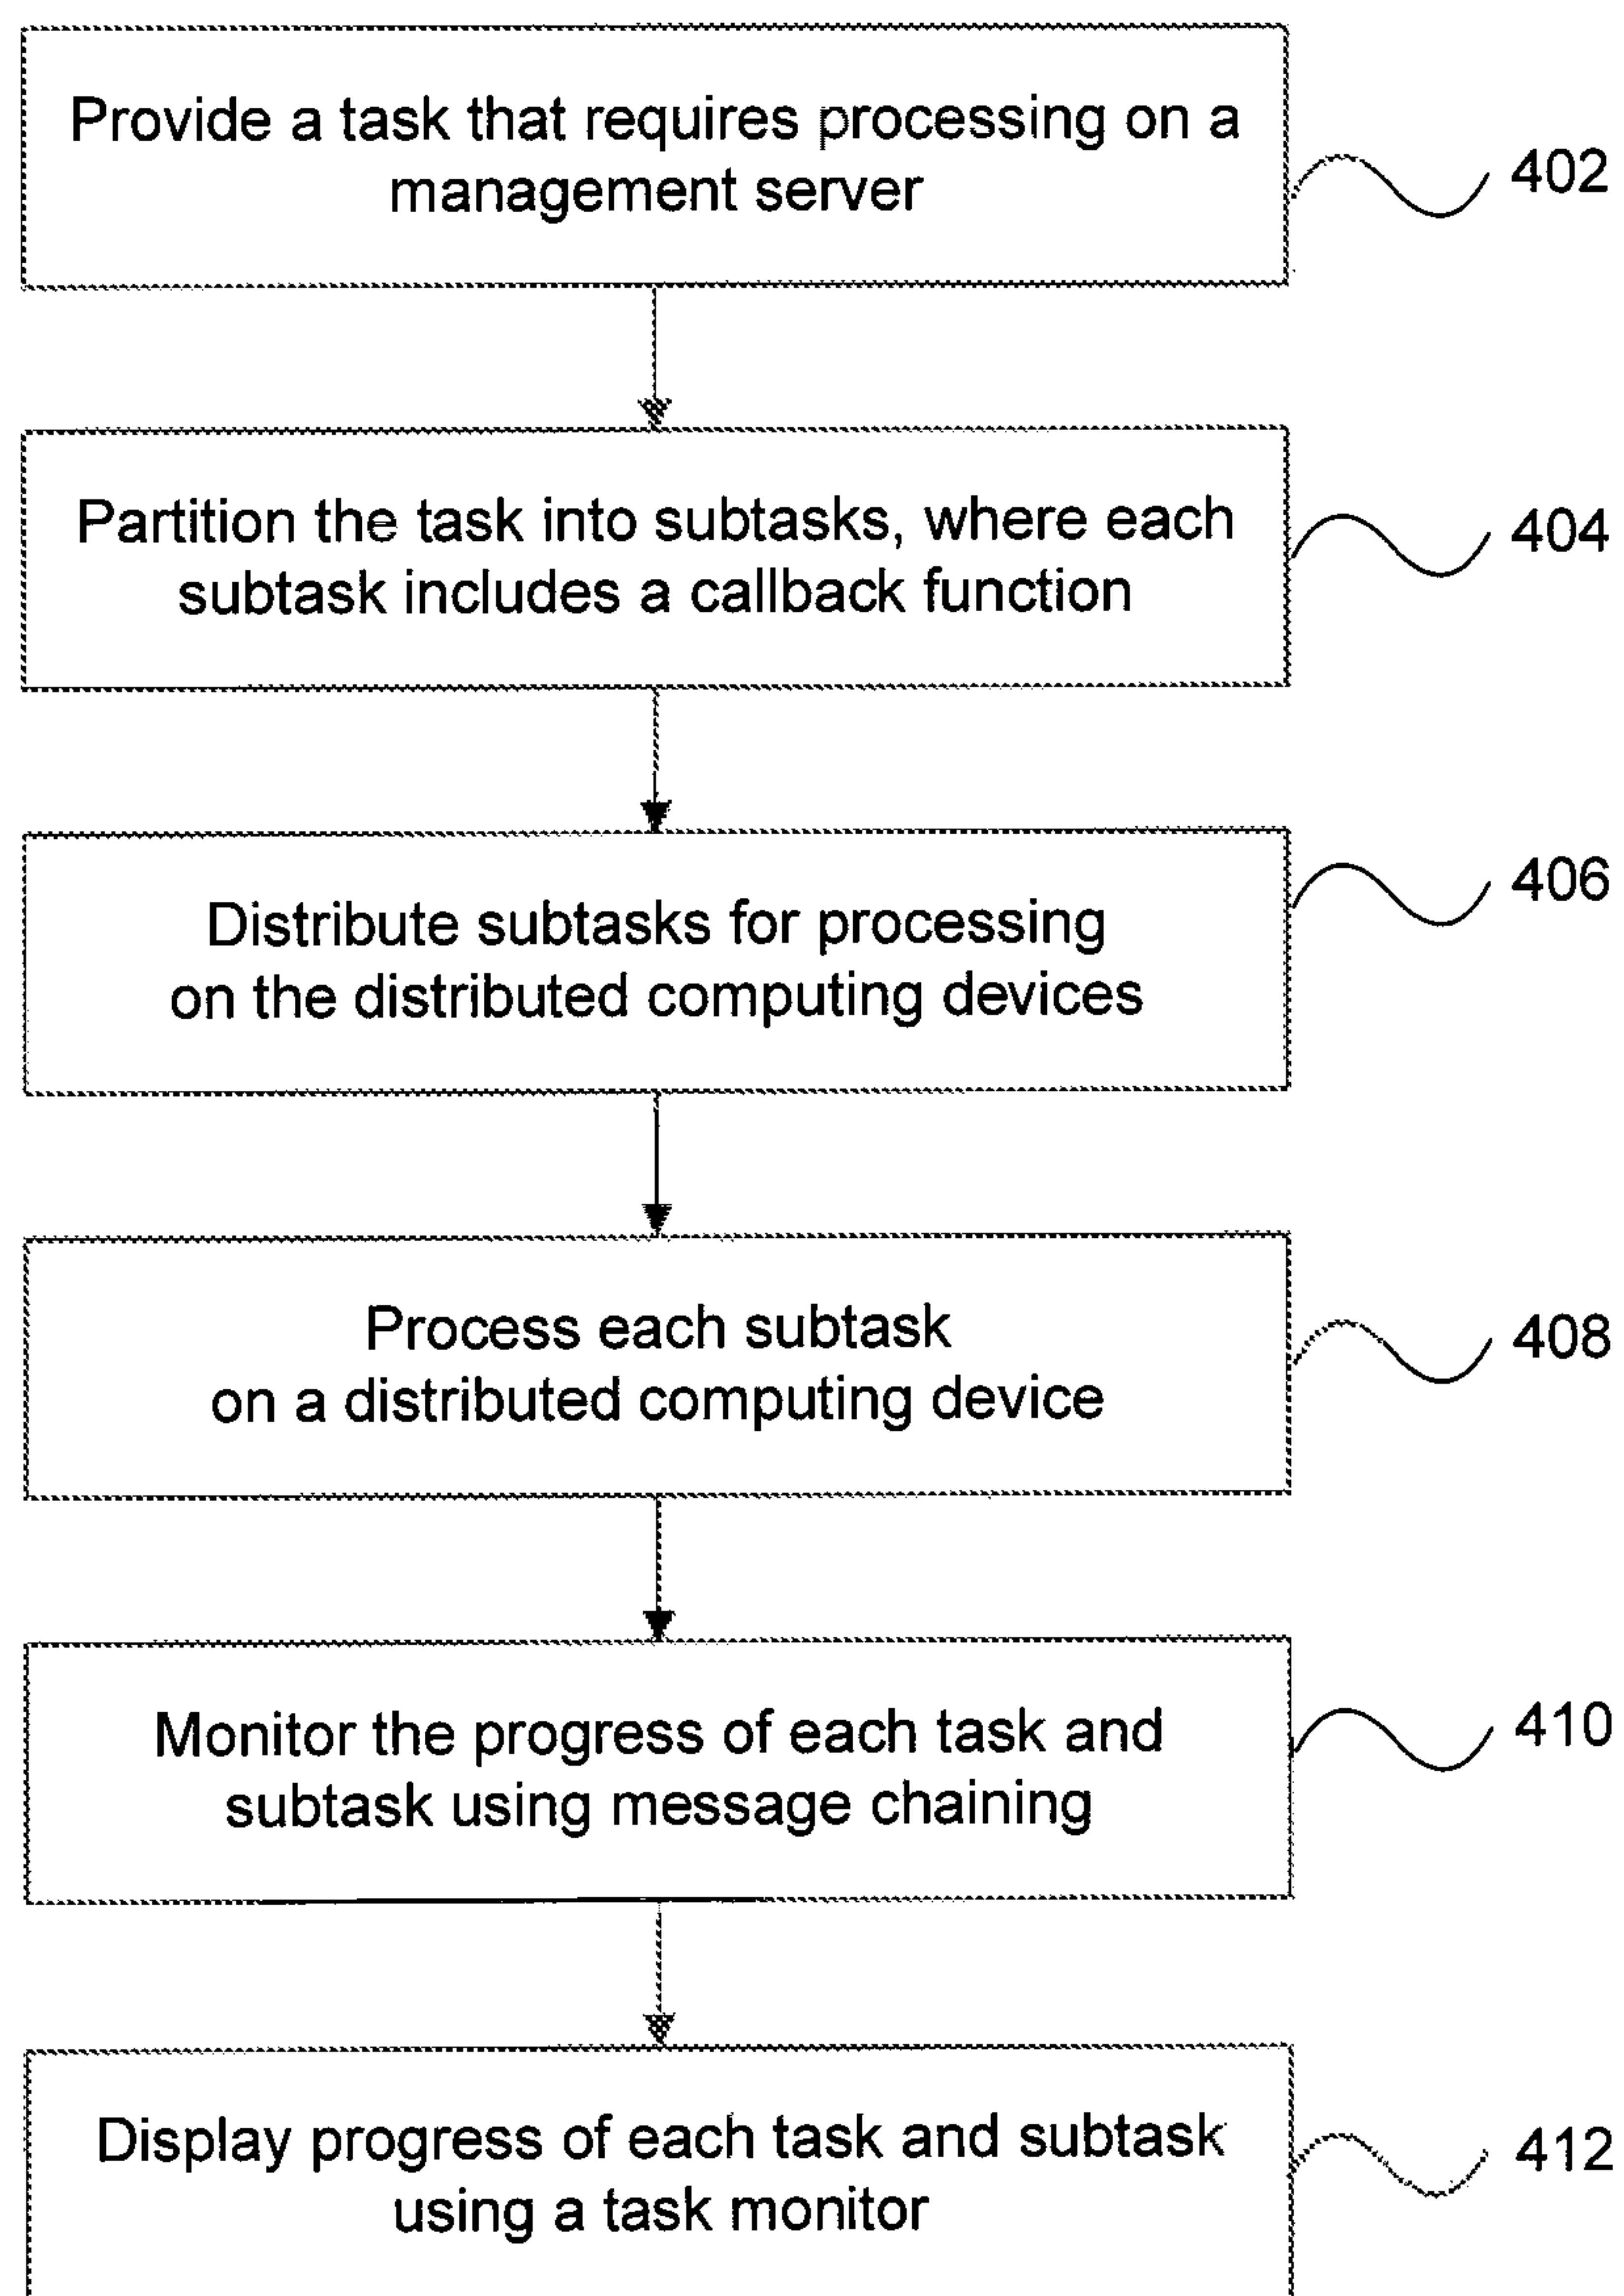 Provide a task that requires processing on a
management server
402
Partition the task into subtasks, where each
subtask includes a callback function
404
Distribute subtasks for processing
on the distributed computing devices
406
Process each subtask
on a distributed computing device
408
Monitor the progress of each task and
subtask using message chaining
410
Display progress of each task and subtask
using a task monitor
412